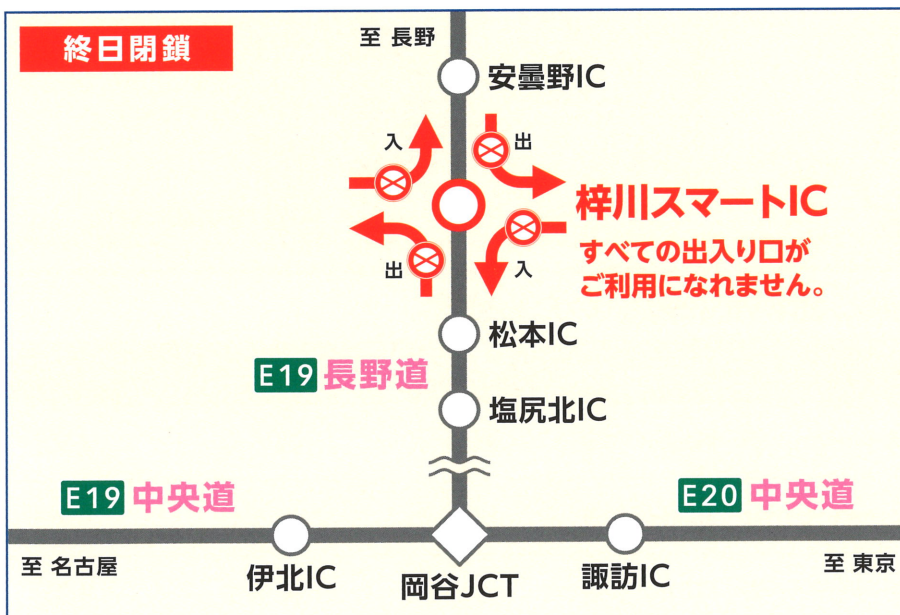 終日閉鎖
至 長野
安曇野IC
入
出
梓川スマートIC
すべての出入り口が
ご利用になれません。
出
入
松本IC
E19 長野道
塩尻北IC
E19 中央道
E20 中央道
至 名古屋
伊北IC
岡谷JCT
諏訪IC
至 東京